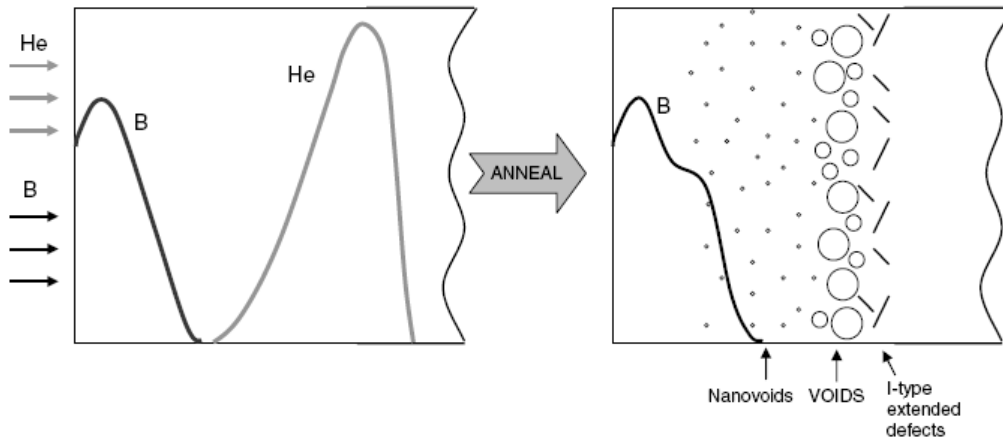 He
B
He
B
ANNEAL
B
Nanovoids
VOIDS
I-type
extended
defects